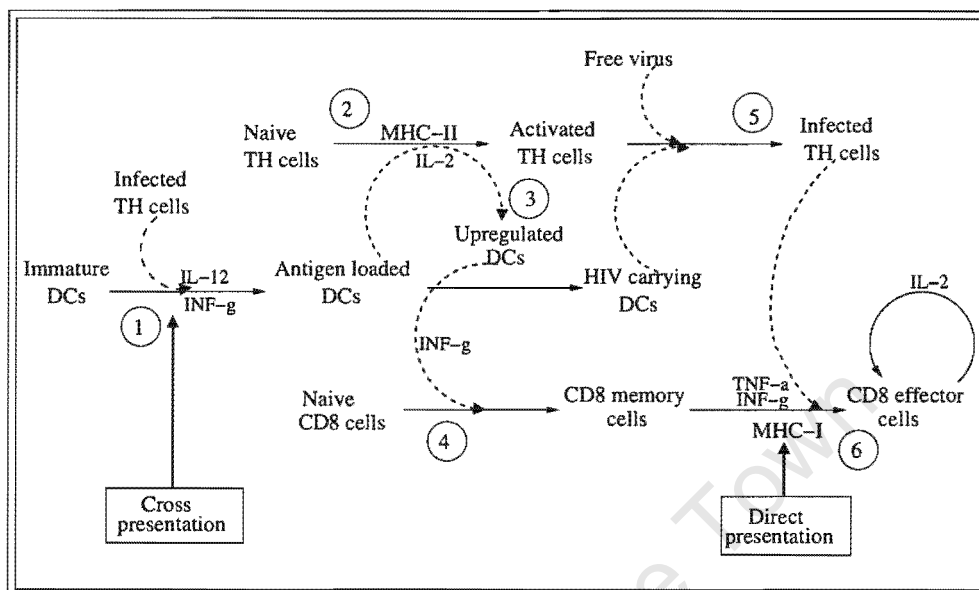 Free virus
2
5
Naive
TH cells
MHC–II
IL–2
Activated
TH cells
Infected
TH cells
Infected
TH cells
3
Upregulated
DCs
Immature
DCs
IL–12
INF–g
Antigen loaded
DCs
HIV carrying
DCs
IL–2
1
INF–g
Naive
CD8 cells
CD8 memory
cells
TNF–a
INF–g
CD8 effector
cells
4
MHC–I
6
Cross
presentation
Direct
presentation
e Town